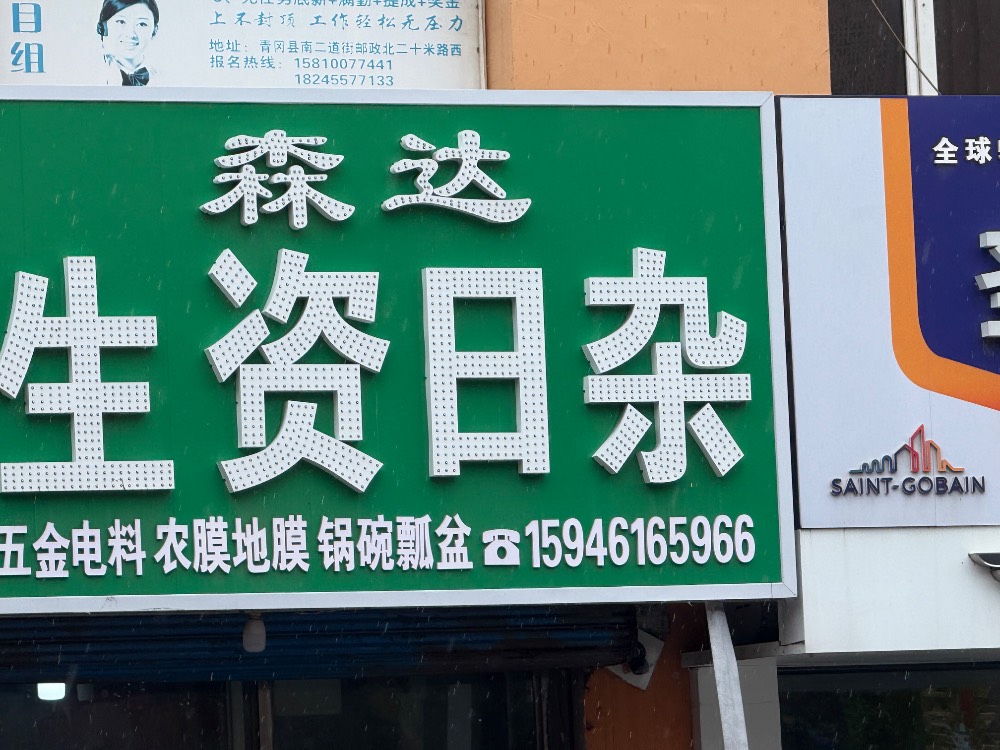 目组
上不封顶 工作轻松无压力
地址：青冈县南二道街邮政北二十米路西
报名热线：15810077441
18245577133
森达
生资日杂
五金电料 农膜地膜 锅碗瓢盆 ☎15946165966
全球
SAINT-GOBAIN